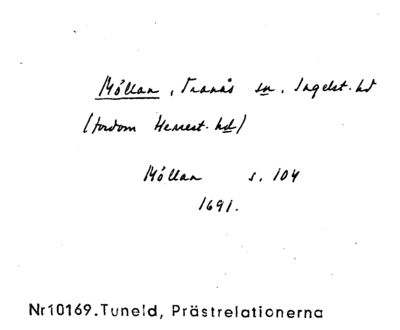 Möllan, Tranås sn. Ingelst. hd
(fordom Herrest. hd)
Möllan s. 104
1691.
Nr10169.Tuneld, Prästrelationerna